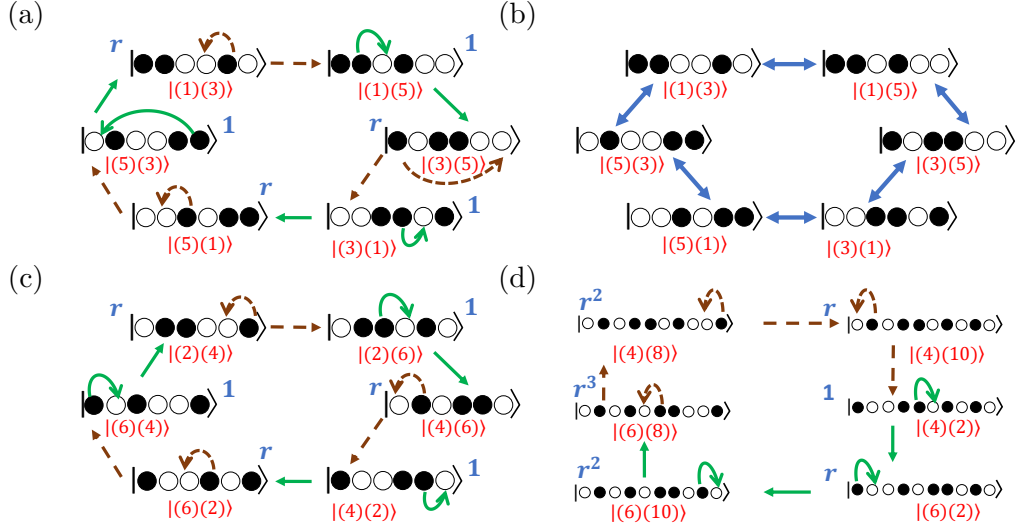 (a)
r
|(1)(3)⟩
1
|(1)(5)⟩
1
|(5)(3)⟩
r
|(3)(5)⟩
r
|(5)(1)⟩
1
|(3)(1)⟩
(b)
|(1)(3)⟩
|(1)(5)⟩
|(5)(3)⟩
|(3)(5)⟩
|(5)(1)⟩
|(3)(1)⟩
(c)
r
|(2)(4)⟩
1
|(2)(6)⟩
1
|(6)(4)⟩
r
|(4)(6)⟩
r
|(6)(2)⟩
1
|(4)(2)⟩
(d)
r²
|(4)(8)⟩
r
|(4)(10)⟩
r³
|(6)(8)⟩
1
|(4)(2)⟩
r²
|(6)(10)⟩
r
|(6)(2)⟩